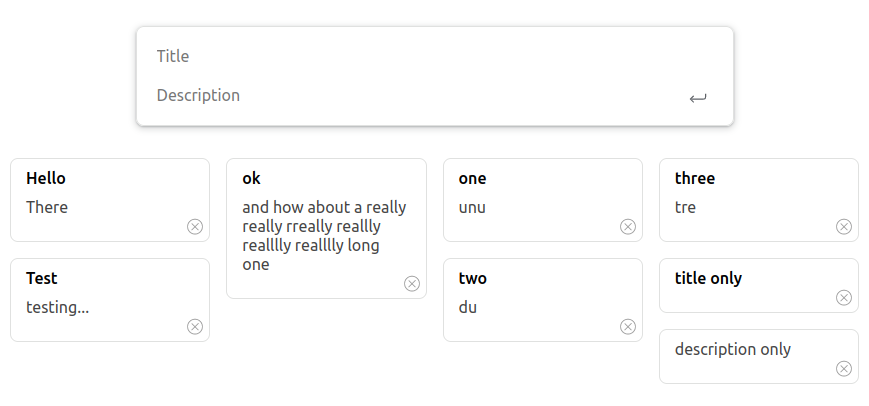 Title
Description
Hello
There
Test
testing...
ok
and how about a really
really rreally reallly
realllly realllly long
one
one
unu
two
du
three
tre
title only
description only